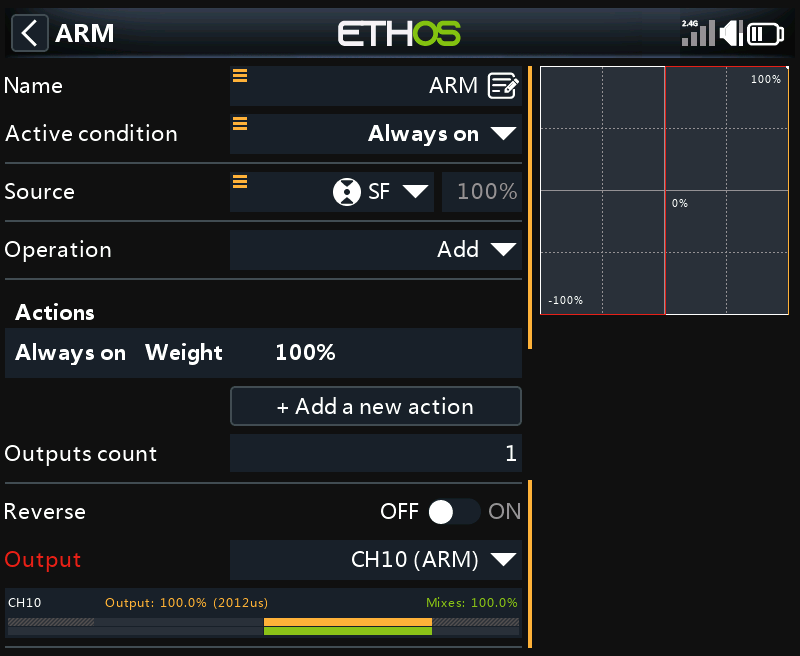 ARM
ETHOS
2.4G
Name
ARM
Active condition
Always on
Source
SF
100%
Operation
Add
Actions
Always on Weight 100%
+ Add a new action
Outputs count
1
Reverse
OFF
ON
Output
CH10 (ARM)
CH10
Output: 100.0% (2012us)
Mixes: 100.0%
100%
0%
-100%